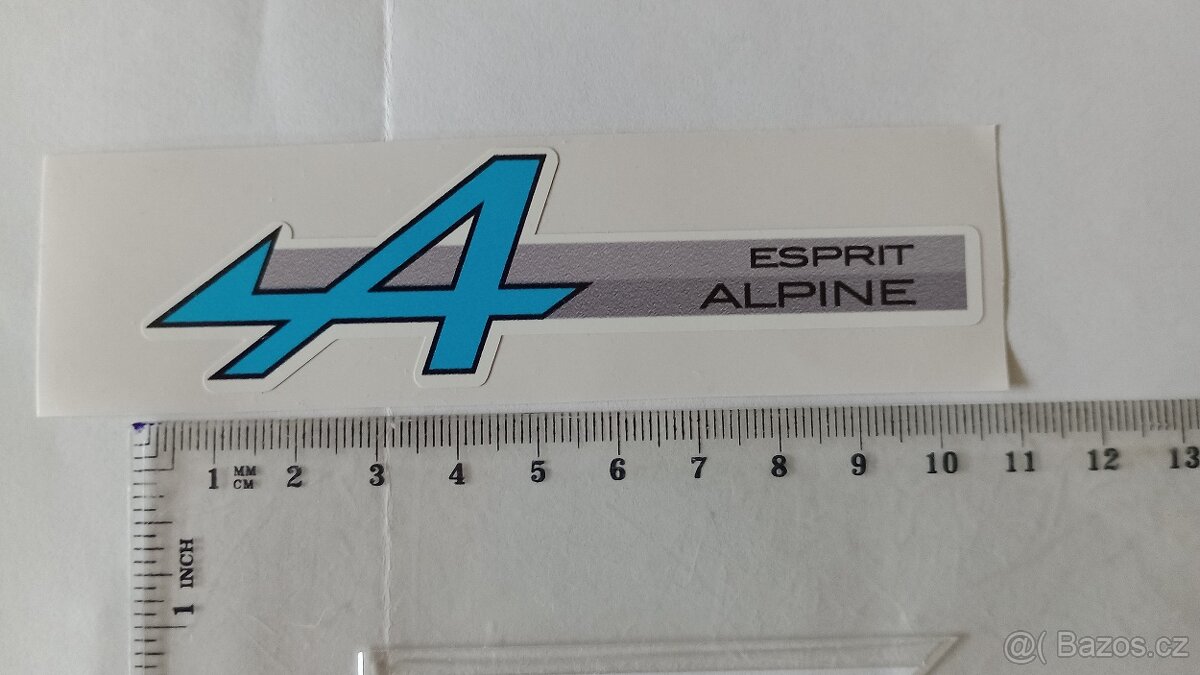 ESPRIT
ALPINE
1 MM 2 3 4 5 6 7 8 9 10 11 12 13
CM
1 INCH
@( Bazos.cz